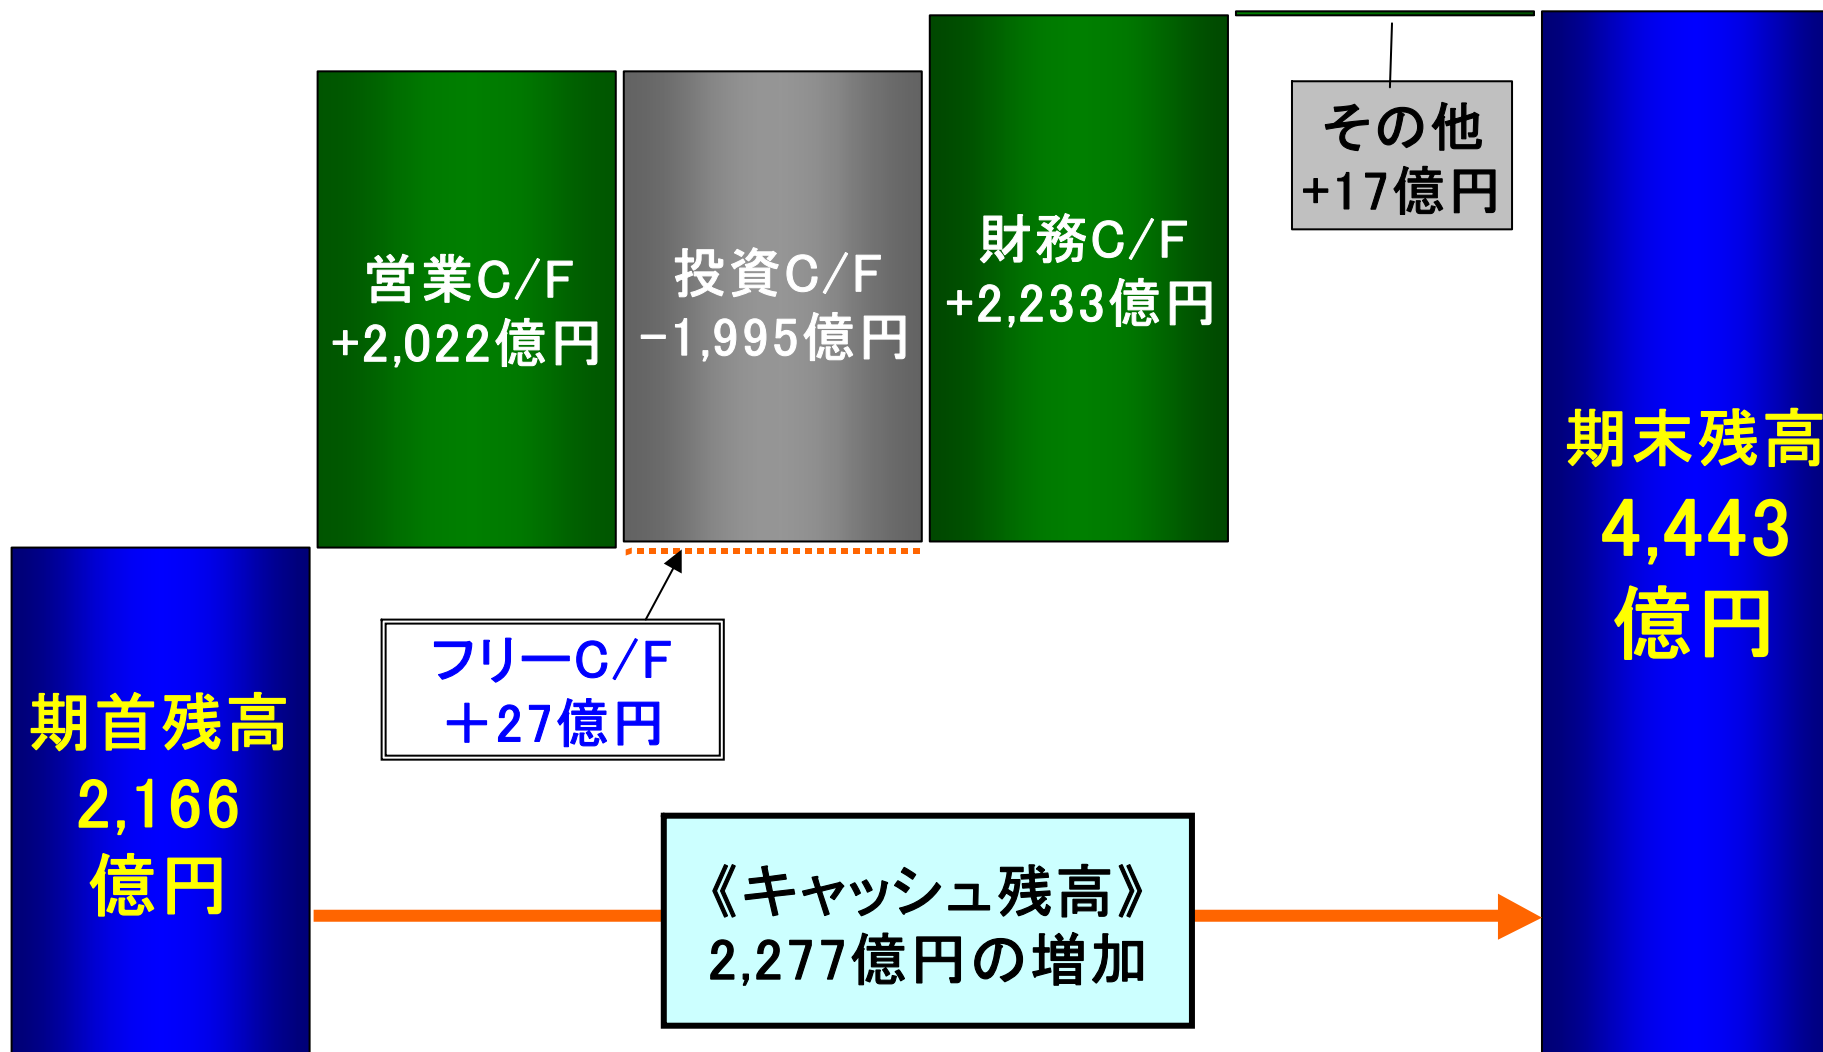 営業C/F
+2,022億円
投資C/F
-1,995億円
財務C/F
+2,233億円
その他
+17億円
フリーC/F
＋27億円
期首残高
2,166
億円
期末残高
4,443
億円
《キャッシュ残高》
2,277億円の増加